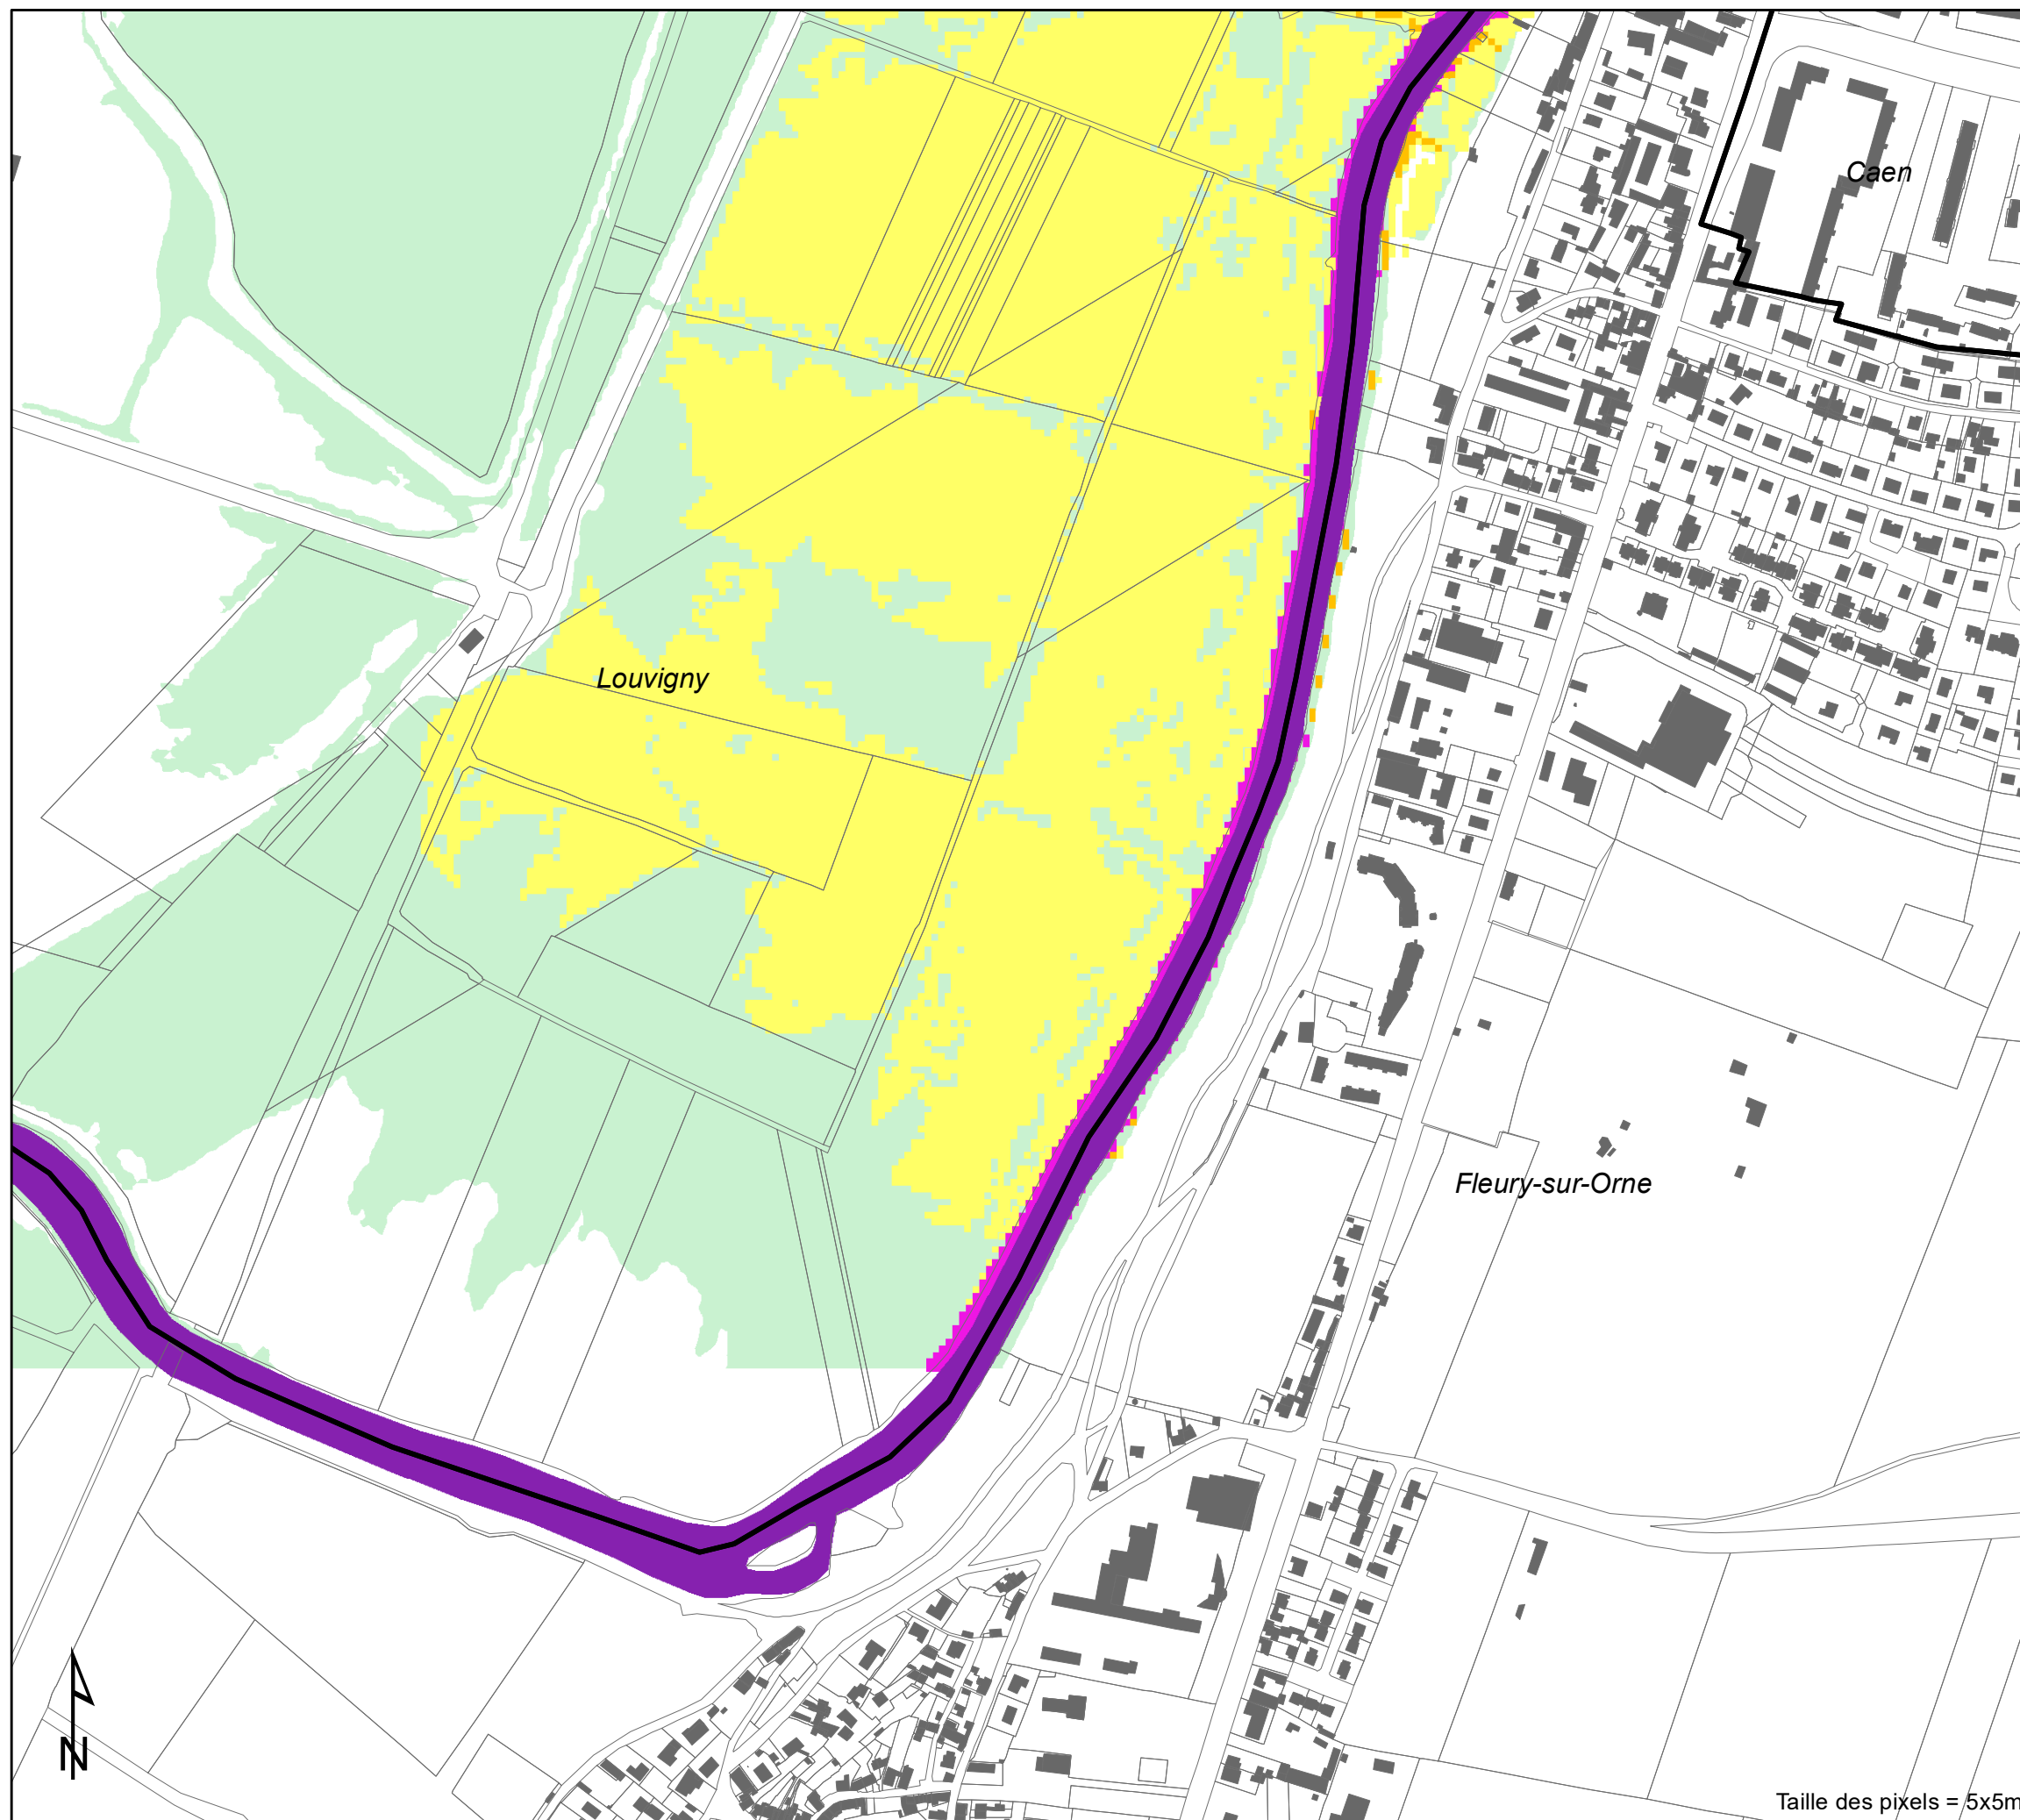 Caen
Louvigny
Fleury-sur-Orne
N
Taille des pixels = 5x5m